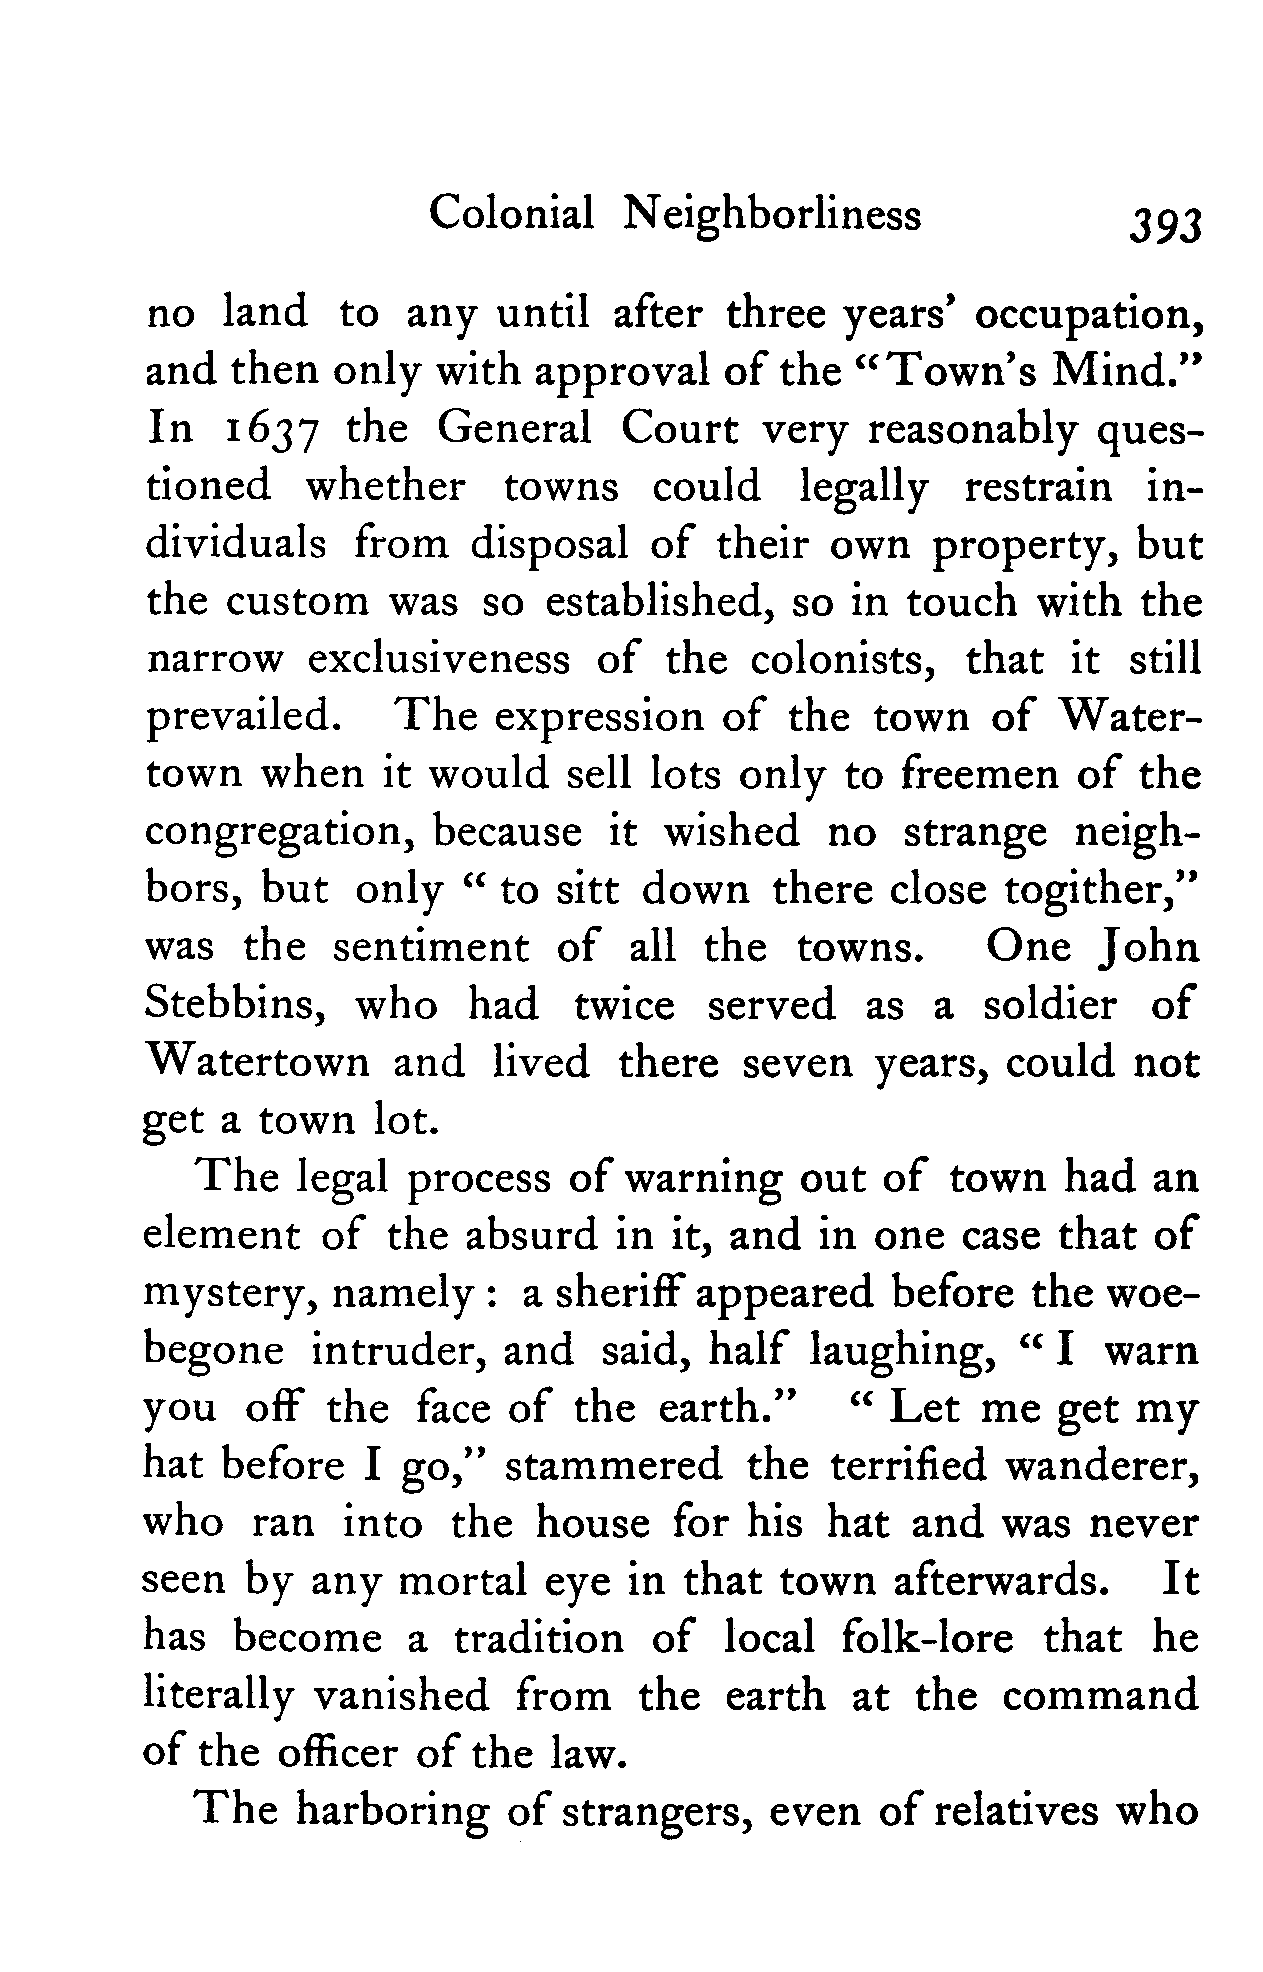 Colonial Neighborliness 393
no land to any until after three years' occupation,
and then only with approval of the "Town's Mind."
In 1637 the General Court very reasonably ques-
tioned whether towns could legally restrain in-
dividuals from disposal of their own property, but
the custom was so established, so in touch with the
narrow exclusiveness of the colonists, that it still
prevailed. The expression of the town of Water-
town when it would sell lots only to freemen of the
congregation, because it wished no strange neigh-
bors, but only "to sitt down there close togither,"
was the sentiment of all the towns. One John
Stebbins, who had twice served as a soldier of
Watertown and lived there seven years, could not
get a town lot.
The legal process of warning out of town had an
element of the absurd in it, and in one case that of
mystery, namely: a sheriff appeared before the woe-
begone intruder, and said, half laughing, "I warn
you off the face of the earth." "Let me get my
hat before I go," stammered the terrified wanderer,
who ran into the house for his hat and was never
seen by any mortal eye in that town afterwards. It
has become a tradition of local folk-lore that he
literally vanished from the earth at the command
of the officer of the law.
The harboring of strangers, even of relatives who